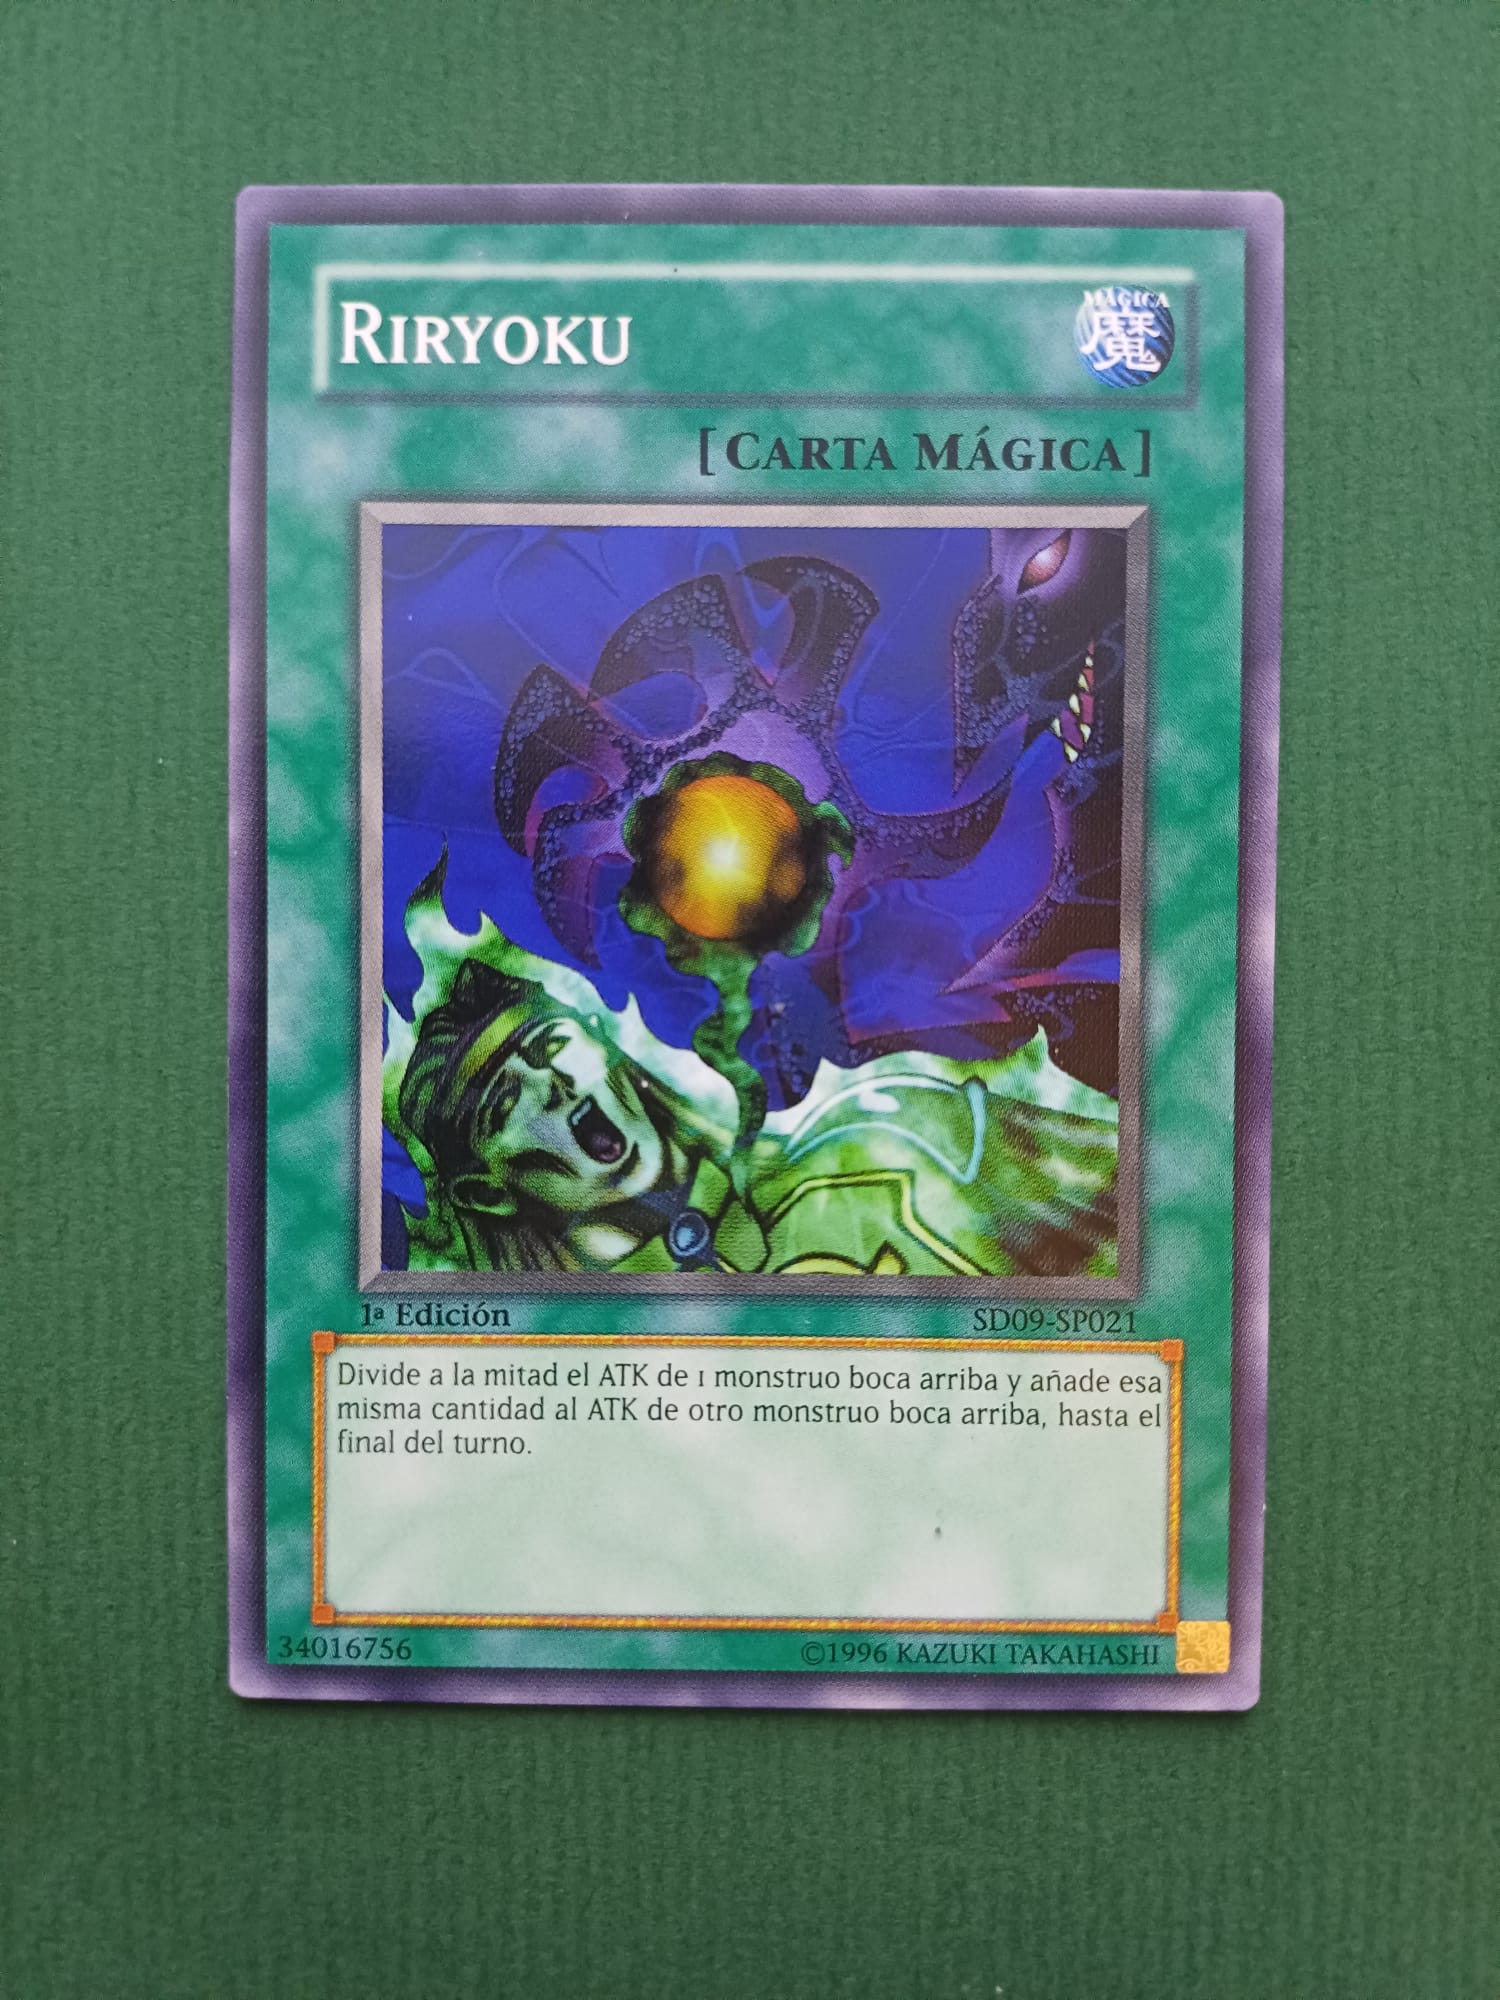 RIRYOKU
MÁGICA
魔
[CARTA MÁGICA]
1ª Edición
SD09-SP021
Divide a la mitad el ATK de 1 monstruo boca arriba y añade esa
misma cantidad al ATK de otro monstruo boca arriba, hasta el
final del turno.
34016756
©1996 KAZUKI TAKAHASHI